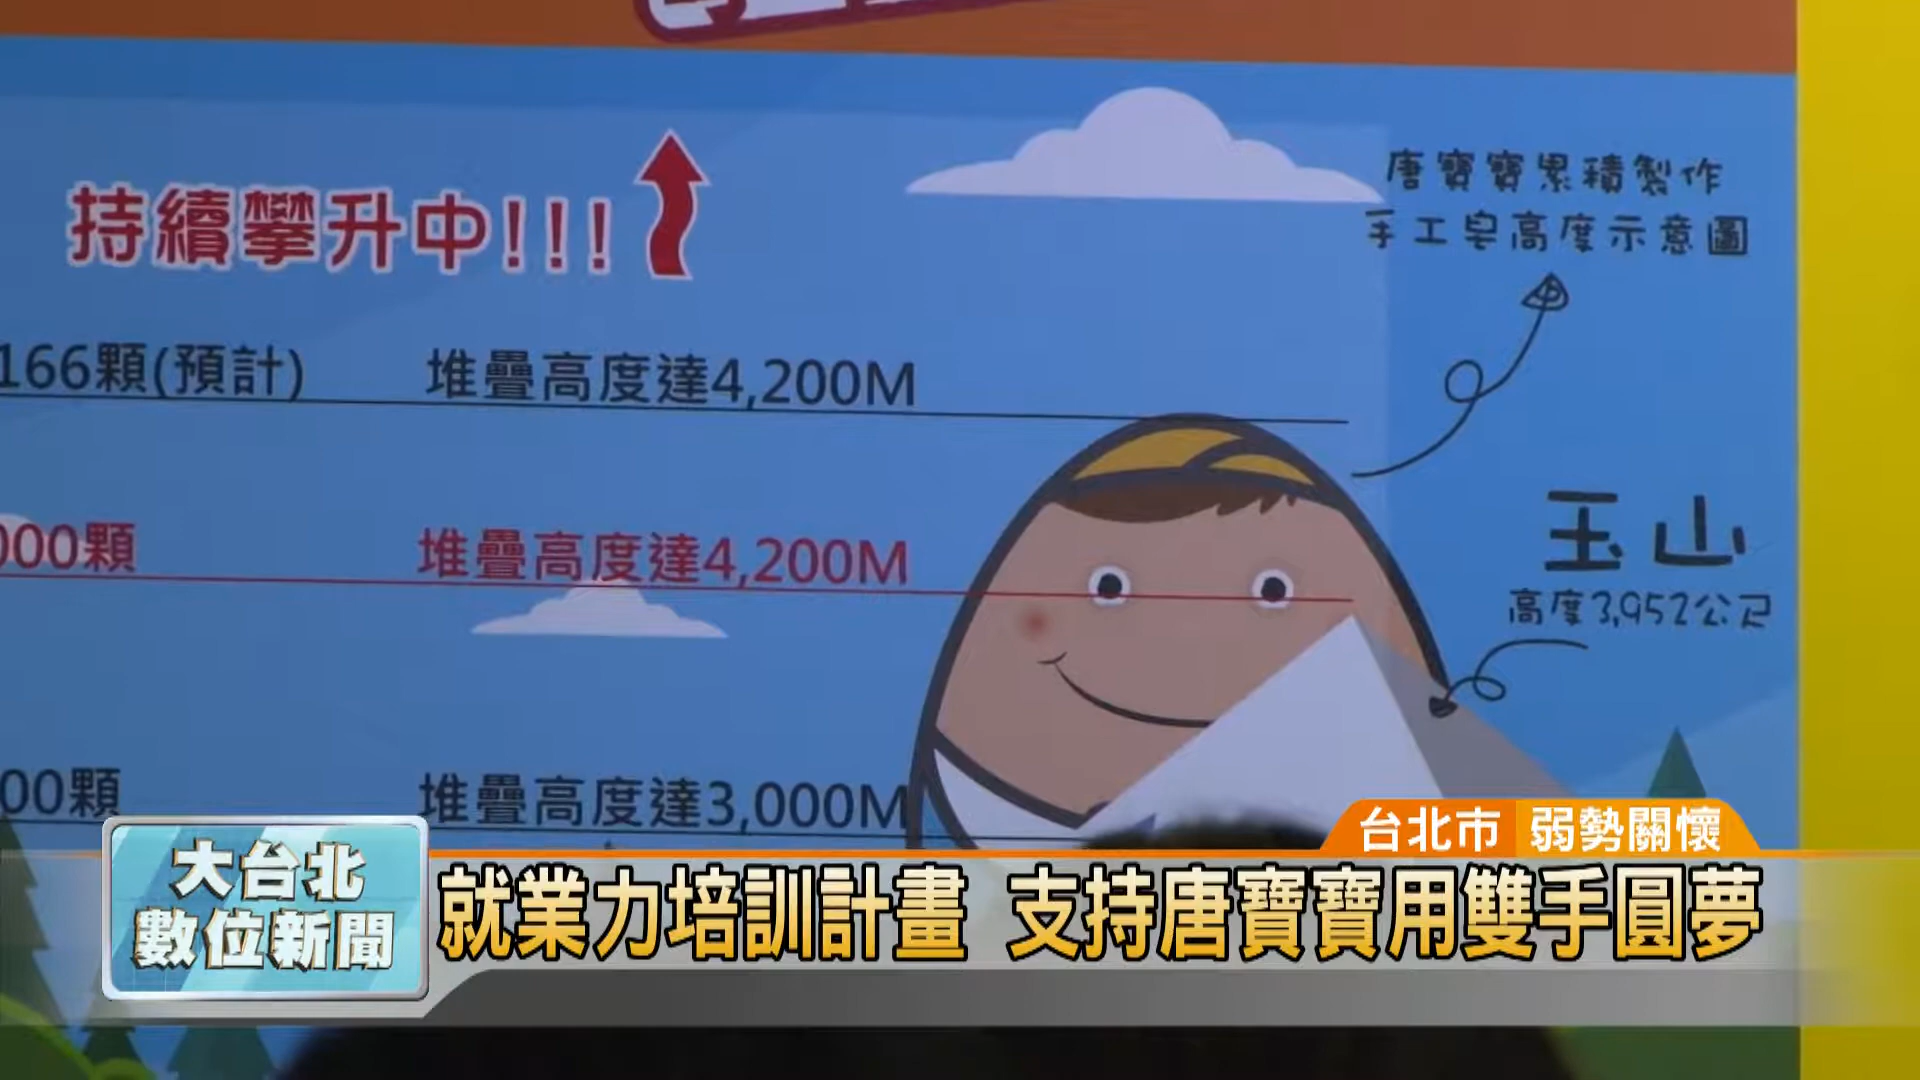 持續攀升中!!!
唐寶寶累積製作
手工皂高度示意圖
166顆(預計) 堆疊高度達4,200M
玉山
高度3,952公尺
000顆 堆疊高度達4,200M
00顆 堆疊高度達3,000M
台北市 弱勢關懷
大台北
數位新聞
就業力培訓計畫 支持唐寶寶用雙手圓夢